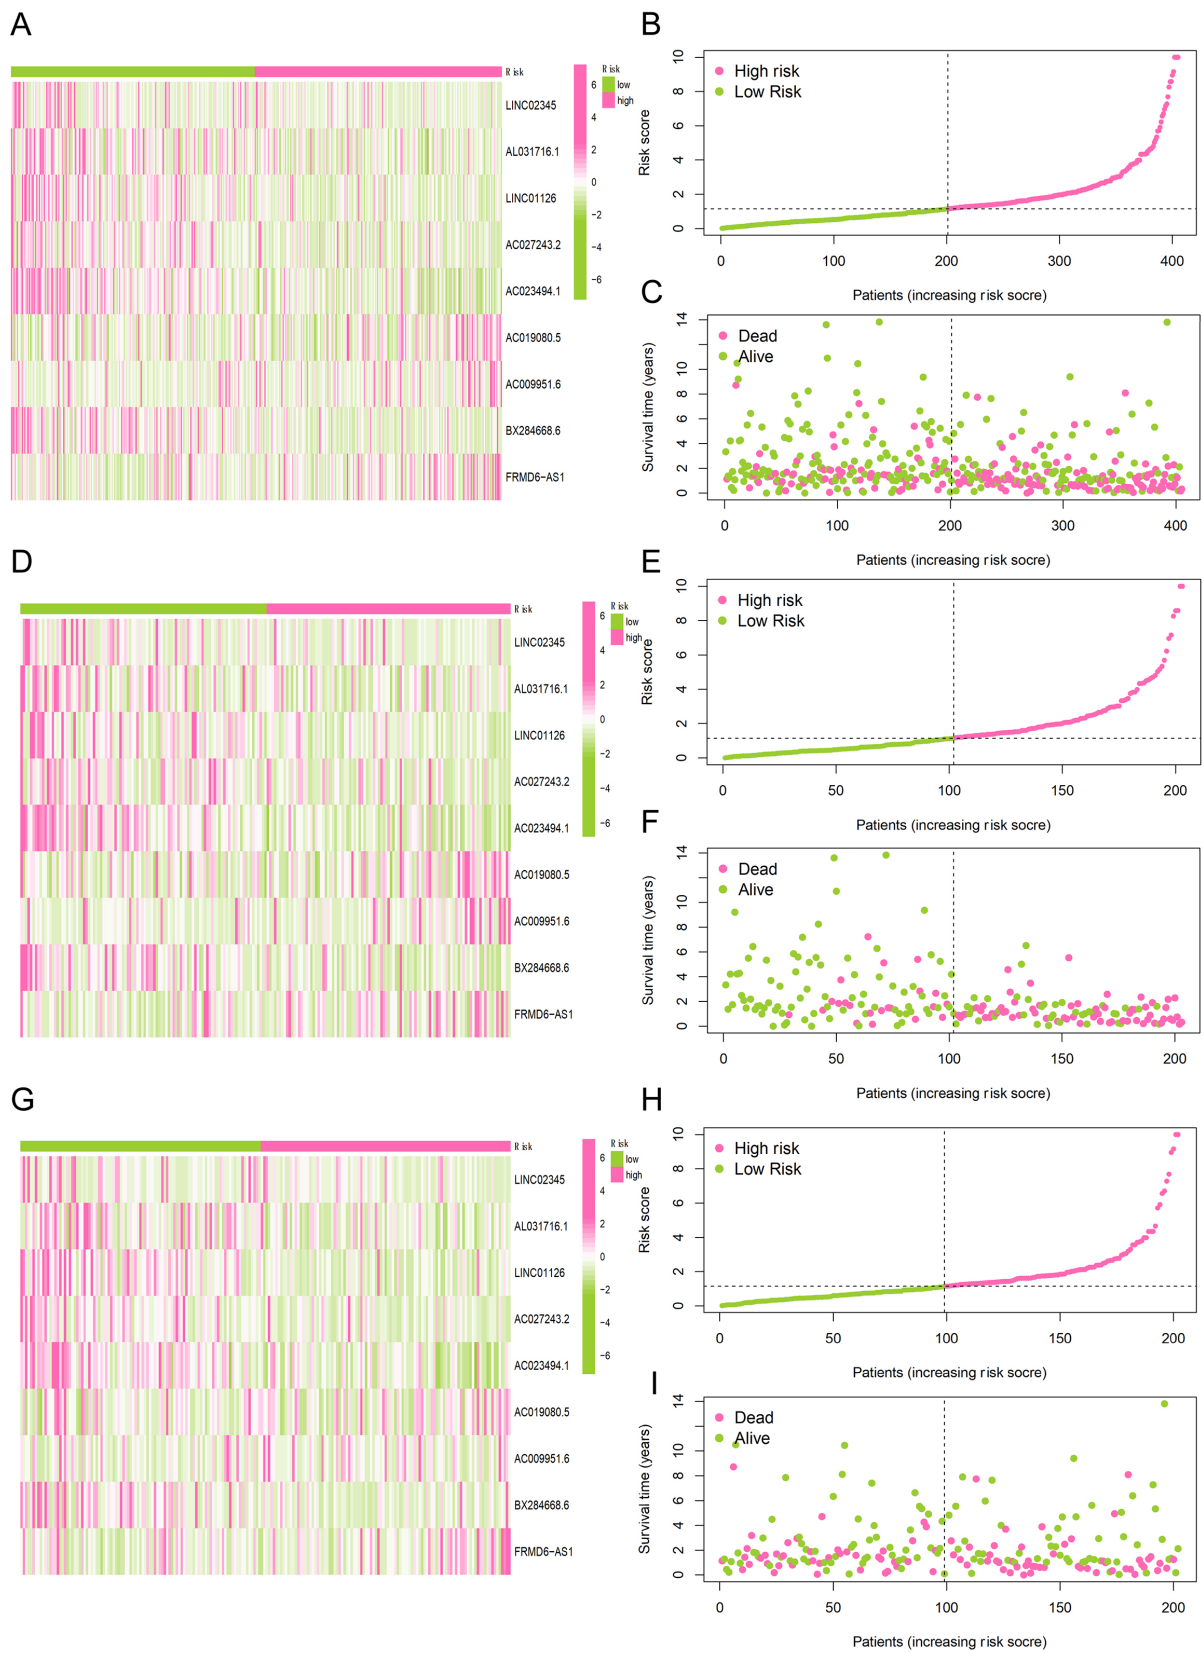 A
Risk
LINC02345
AL031716.1
LINC01126
AC027243.2
AC023494.1
AC019080.5
AC009951.6
BX284668.6
FRMD6-AS1
6
4
2
0
-2
-4
-6
Risk
low
high
B
High risk
Low Risk
Risk score
0 2 4 6 8 10
0 100 200 300 400
Patients (increasing risk socre)
C
Dead
Alive
Survival time (years)
0 2 4 6 8 10 14
0 100 200 300 400
Patients (increasing risk socre)
D
Risk
LINC02345
AL031716.1
LINC01126
AC027243.2
AC023494.1
AC019080.5
AC009951.6
BX284668.6
FRMD6-AS1
6
4
2
0
-2
-4
-6
Risk
low
high
E
High risk
Low Risk
Risk score
0 2 4 6 8 10
0 50 100 150 200
Patients (increasing risk socre)
F
Dead
Alive
Survival time (years)
0 2 4 6 8 10 14
0 50 100 150 200
Patients (increasing risk socre)
G
Risk
LINC02345
AL031716.1
LINC01126
AC027243.2
AC023494.1
AC019080.5
AC009951.6
BX284668.6
FRMD6-AS1
6
4
2
0
-2
-4
-6
Risk
low
high
H
High risk
Low Risk
Risk score
0 2 4 6 8 10
0 50 100 150 200
Patients (increasing risk socre)
I
Dead
Alive
Survival time (years)
0 2 4 6 8 10 14
0 50 100 150 200
Patients (increasing risk socre)